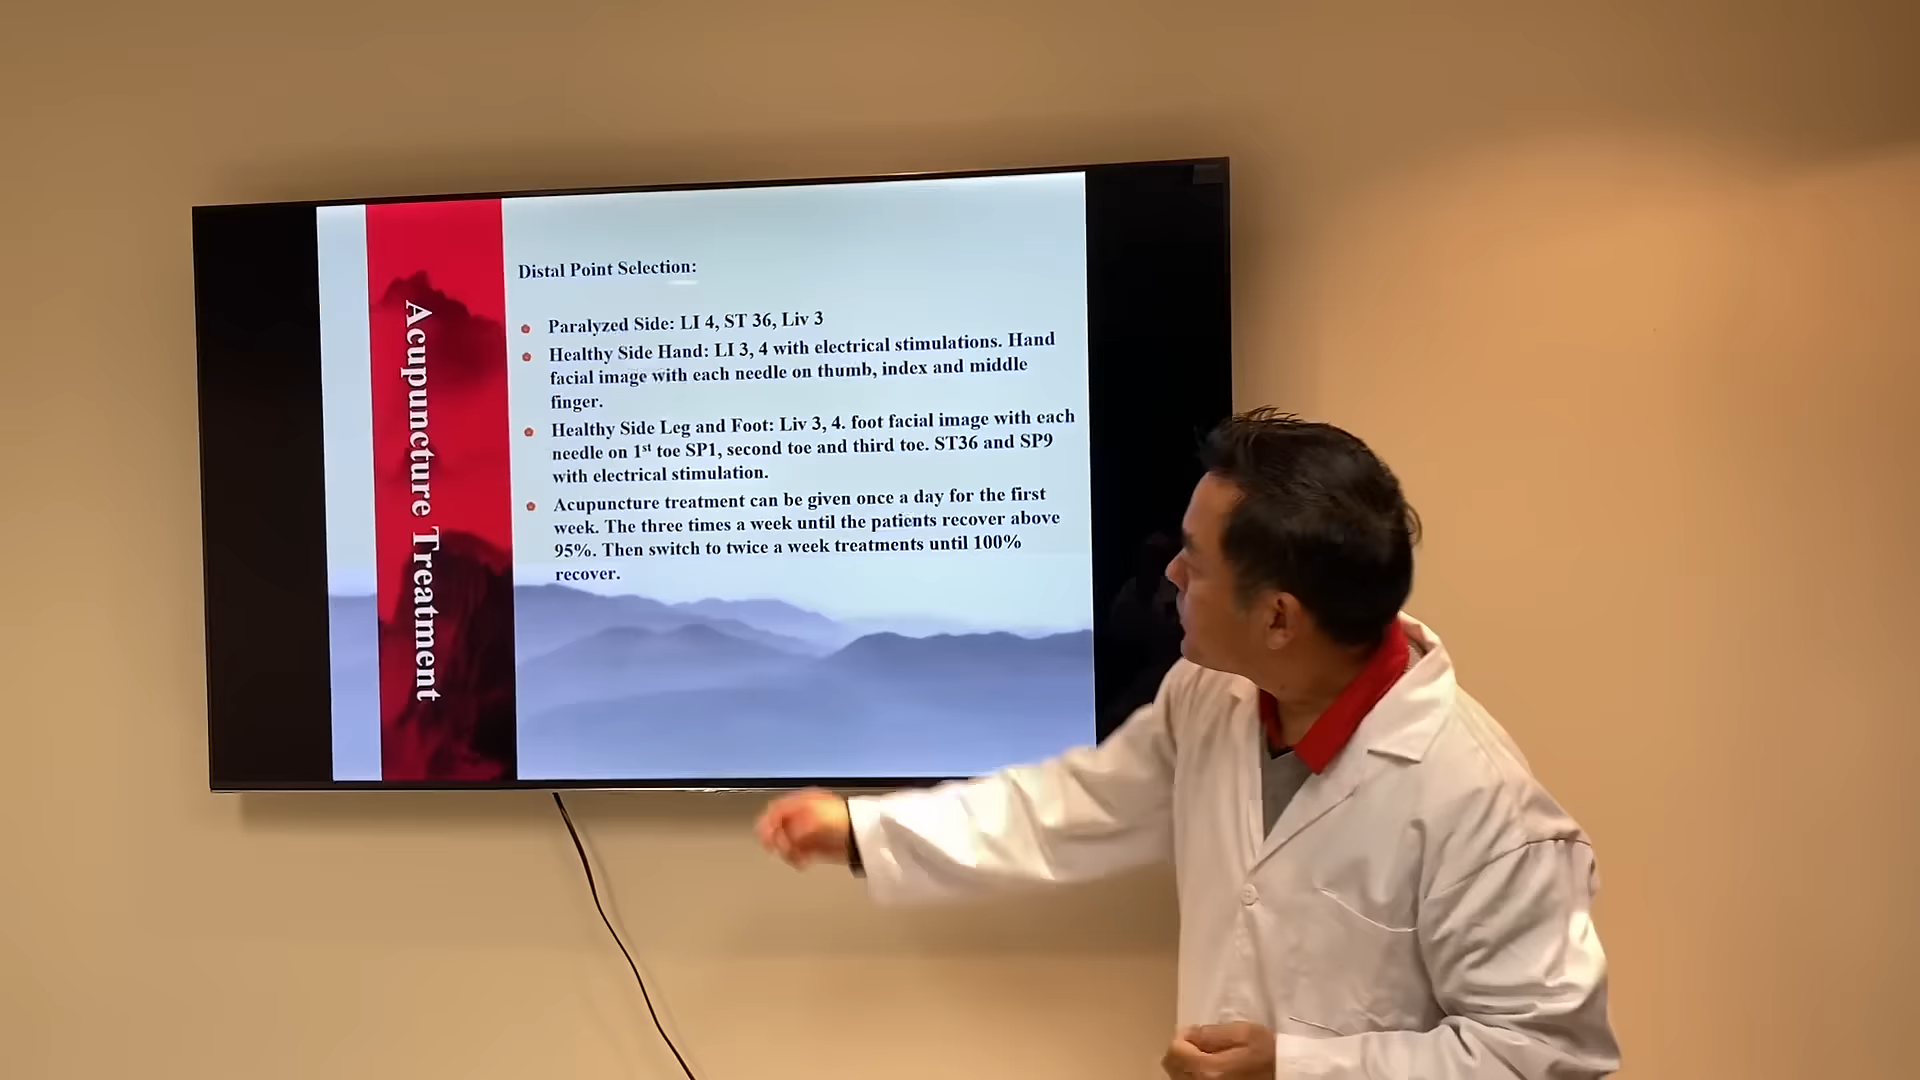 Acupuncture Treatment
Distal Point Selection:
Paralyzed Side: LI 4, ST 36, Liv 3
Healthy Side Hand: LI 3, 4 with electrical stimulations. Hand
facial image with each needle on thumb, index and middle
finger.
Healthy Side Leg and Foot: Liv 3, 4. foot facial image with each
needle on 1st toe SP1, second toe and third toe. ST36 and SP9
with electrical stimulation.
Acupuncture treatment can be given once a day for the first
week. The three times a week until the patients recover above
95%. Then switch to twice a week treatments until 100%
recover.